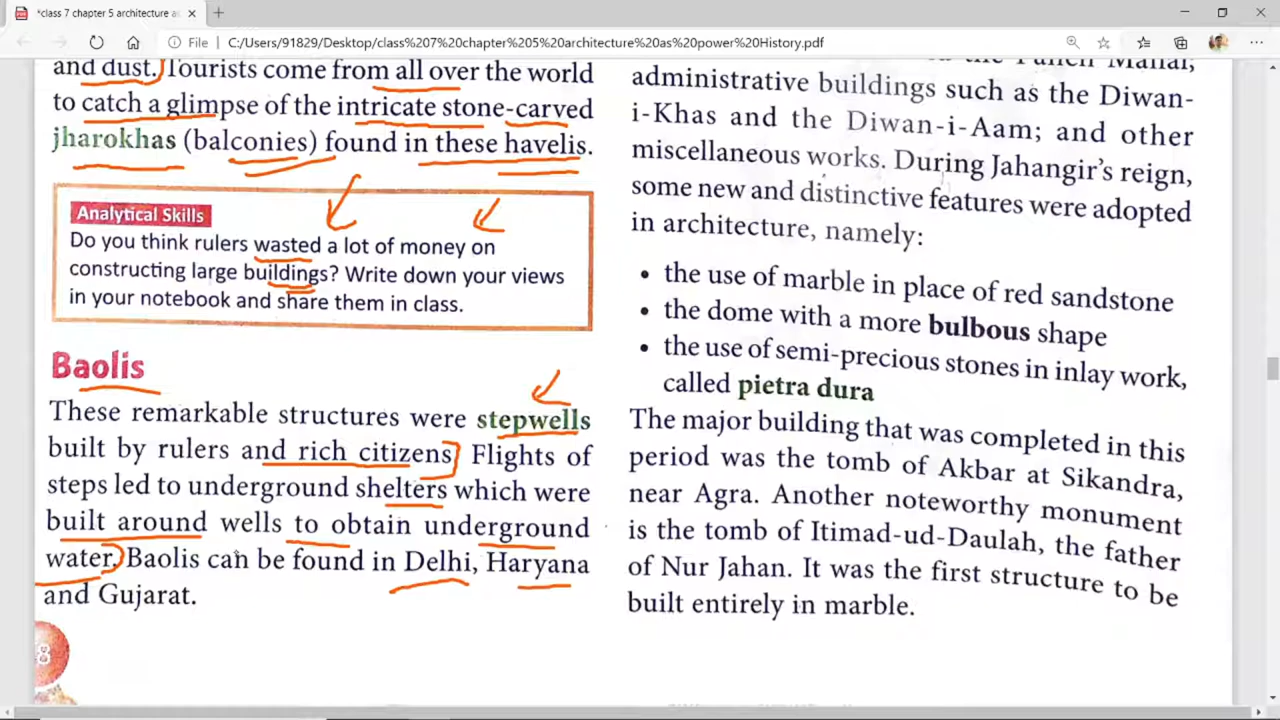 *class 7 chapter 5 architecture a
File
C:/Users/91829/Desktop/class%207%20chapter%205%20architecture%20as%20power%20History.pdf
and dust. Tourists come from all over the world
to catch a glimpse of the intricate stone-carved
jharokhas (balconies) found in these havelis.
Analytical Skills
Do you think rulers wasted a lot of money on
constructing large buildings? Write down your views
in your notebook and share them in class.
Baolis
These remarkable structures were stepwells
built by rulers and rich citizens. Flights of
steps led to underground shelters which were
built around wells to obtain underground
water. Baolis can be found in Delhi, Haryana
and Gujarat.
8
the Panch Mahal;
administrative buildings such as the Diwan-
i-Khas and the Diwan-i-Aam; and other
miscellaneous works. During Jahangir's reign,
some new and distinctive features were adopted
in architecture, namely:
• the use of marble in place of red sandstone
• the dome with a more bulbous shape
• the use of semi-precious stones in inlay work,
called pietra dura
The major building that was completed in this
period was the tomb of Akbar at Sikandra,
near Agra. Another noteworthy monument
is the tomb of Itimad-ud-Daulah, the father
of Nur Jahan. It was the first structure to be
built entirely in marble.